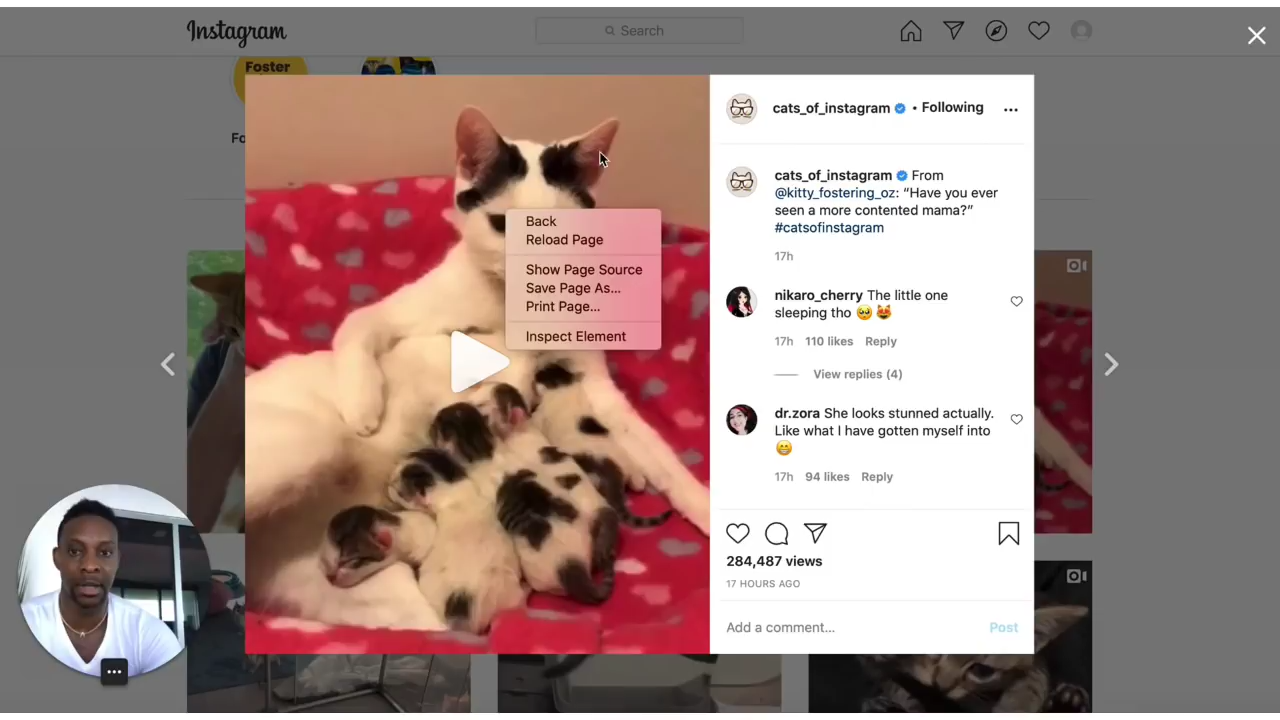 Instagram
Search
Foster
Fo
cats_of_instagram • Following
cats_of_instagram From
@kitty_fostering_oz: “Have you ever
seen a more contented mama?”
#catsofinstagram
17h
Back
Reload Page
Show Page Source
Save Page As...
Print Page...
Inspect Element
nikaro_cherry The little one
sleeping tho 🥺 😻
17h 110 likes Reply
View replies (4)
dr.zora She looks stunned actually.
Like what I have gotten myself into
😁
17h 94 likes Reply
284,487 views
17 HOURS AGO
Add a comment...
Post